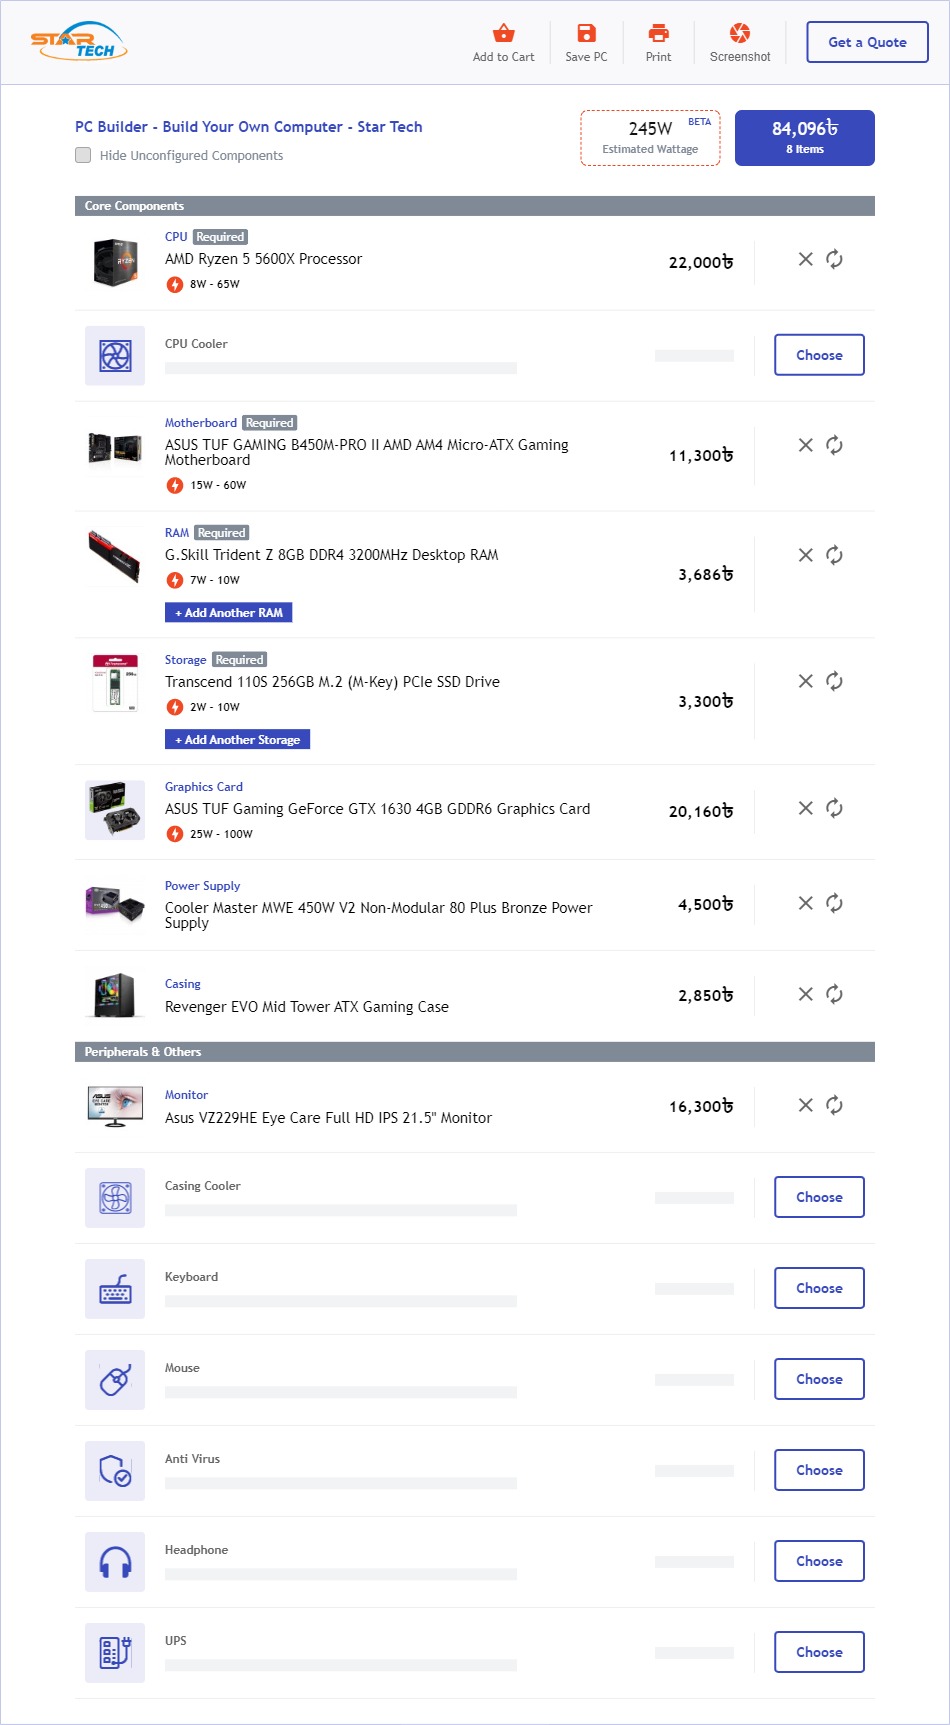 STAR
TECH
Add to Cart
Save PC
Print
Screenshot
Get a Quote
PC Builder - Build Your Own Computer - Star Tech
Hide Unconfigured Components
245W BETA
Estimated Wattage
84,096৳
8 Items
Core Components
CPU Required
AMD Ryzen 5 5600X Processor
8W - 65W
22,000৳
CPU Cooler
Choose
Motherboard Required
ASUS TUF GAMING B450M-PRO II AMD AM4 Micro-ATX Gaming
Motherboard
15W - 60W
11,300৳
RAM Required
G.Skill Trident Z 8GB DDR4 3200MHz Desktop RAM
7W - 10W
+ Add Another RAM
3,686৳
Storage Required
Transcend 110S 256GB M.2 (M-Key) PCIe SSD Drive
2W - 10W
+ Add Another Storage
3,300৳
Graphics Card
ASUS TUF Gaming GeForce GTX 1630 4GB GDDR6 Graphics Card
25W - 100W
20,160৳
Power Supply
Cooler Master MWE 450W V2 Non-Modular 80 Plus Bronze Power
Supply
4,500৳
Casing
Revenger EVO Mid Tower ATX Gaming Case
2,850৳
Peripherals & Others
Monitor
Asus VZ229HE Eye Care Full HD IPS 21.5" Monitor
16,300৳
Casing Cooler
Choose
Keyboard
Choose
Mouse
Choose
Anti Virus
Choose
Headphone
Choose
UPS
Choose